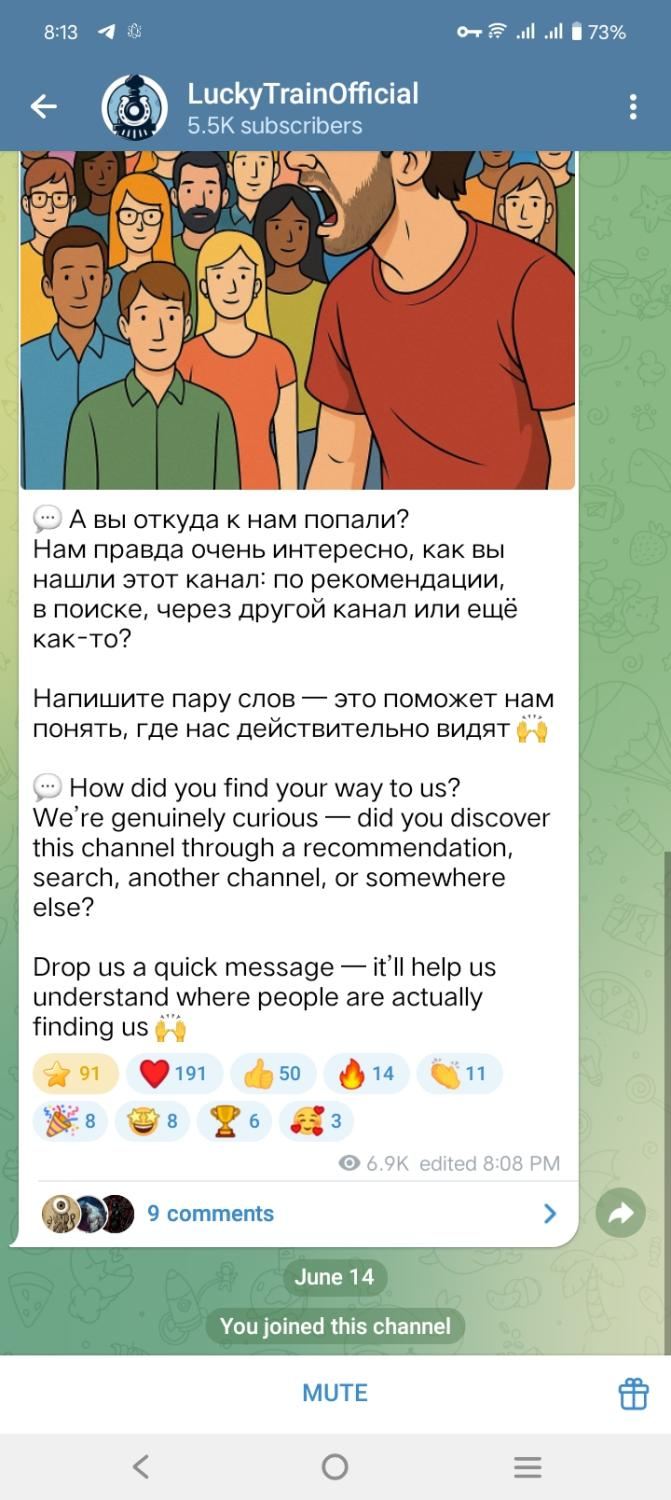 8:13
73%
LuckyTrainOfficial
5.5K subscribers
💬 А вы откуда к нам попали?
Нам правда очень интересно, как вы
нашли этот канал: по рекомендации,
в поиске, через другой канал или ещё
как-то?
Напишите пару слов — это поможет нам
понять, где нас действительно видят 🙌
💬 How did you find your way to us?
We’re genuinely curious — did you discover
this channel through a recommendation,
search, another channel, or somewhere
else?
Drop us a quick message — it’ll help us
understand where people are actually
finding us 🙌
⭐ 91 ❤️ 191 👍 50 🔥 14 👏 11
🎉 8 🤩 8 🏆 6 🥰 3
6.9K edited 8:08 PM
9 comments
June 14
You joined this channel
MUTE